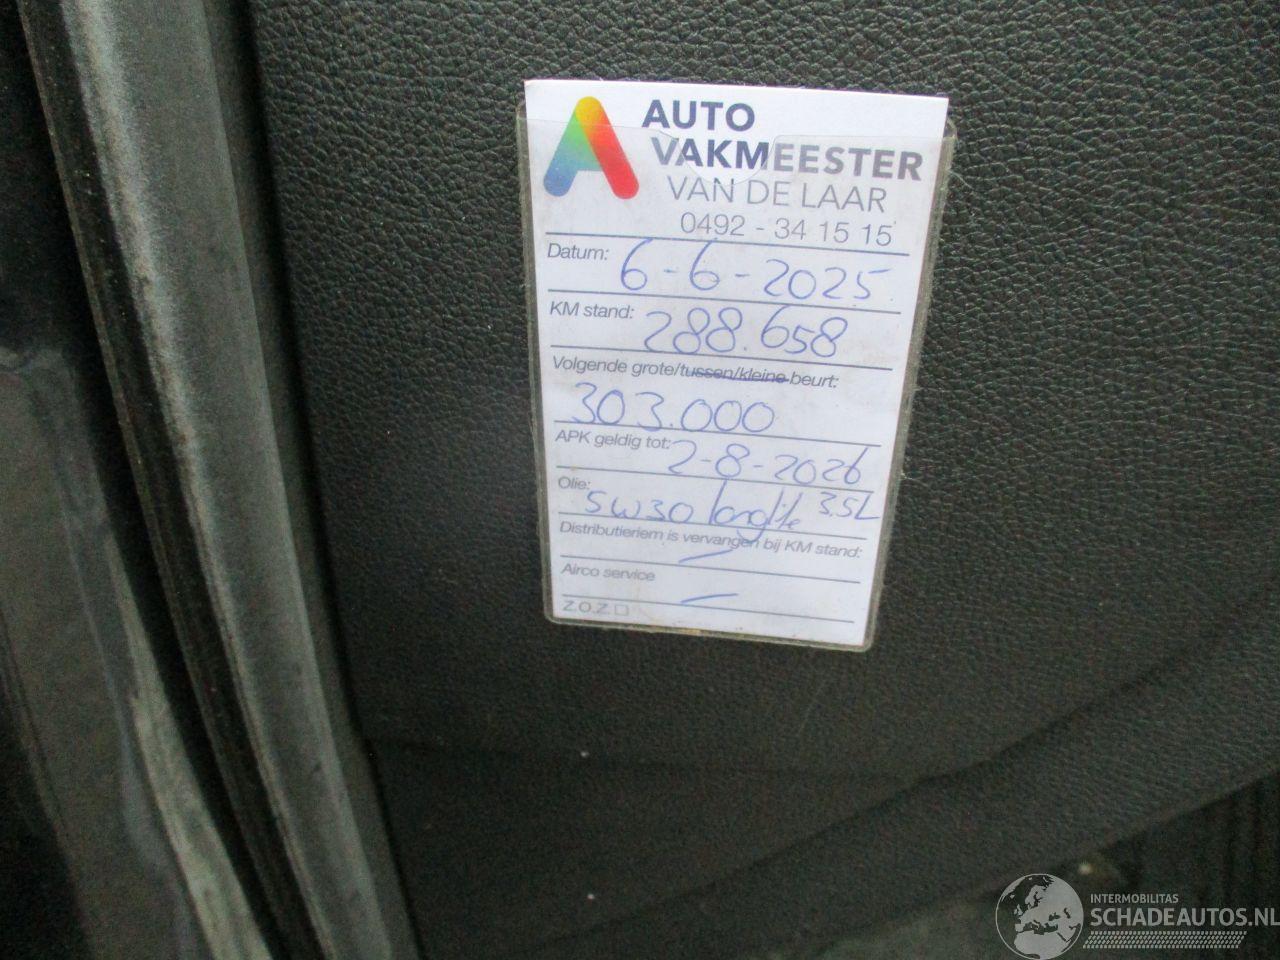 AUTO
VAKMEESTER
VAN DE LAAR
0492 - 34 15 15
Datum: 6-6-2025
KM stand: 288.658
Volgende grote/tussen/kleine beurt:
303.000
APK geldig tot: 2-8-2026
Olie: 5W30 longlife 3.5L
Distributieriem is vervangen bij KM stand:
—
Airco service
—
Z.O.Z. □
INTERMOBILITAS
SCHADEAUTOS.NL